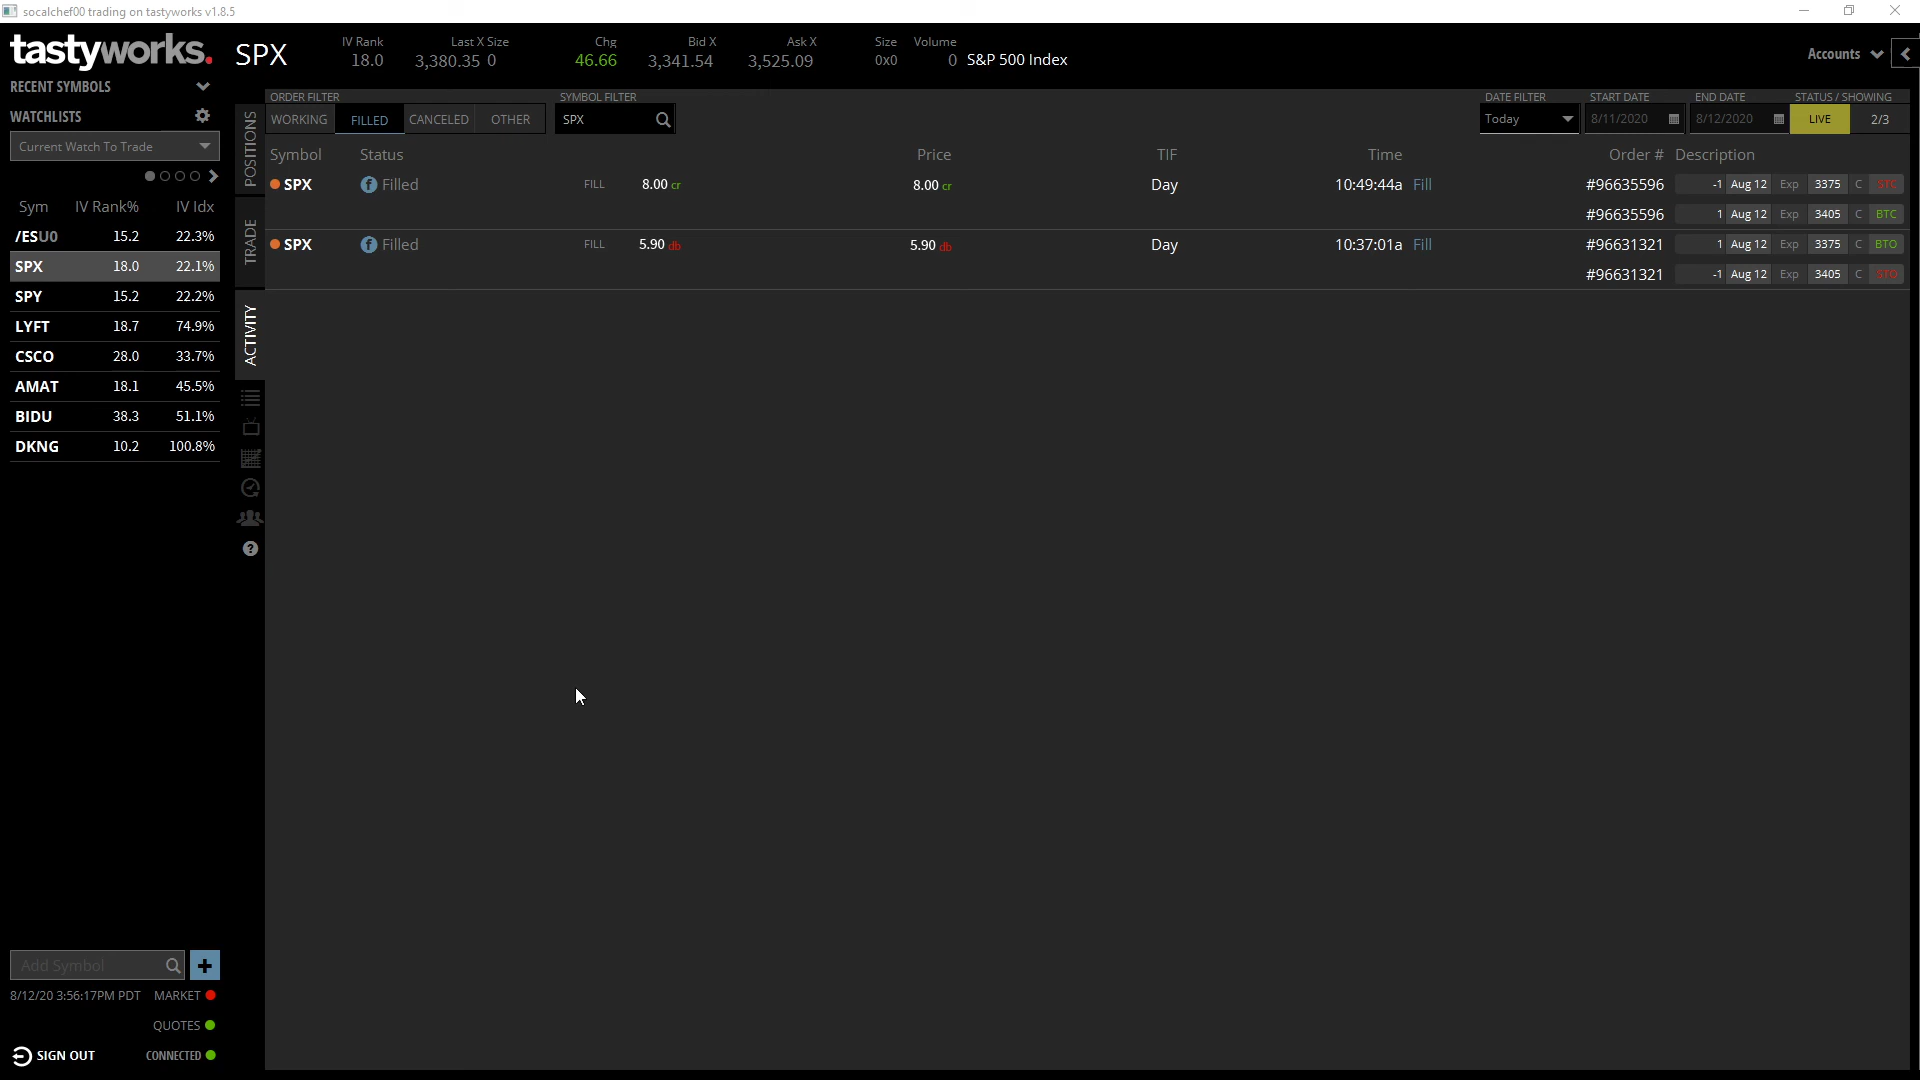 socalchef00 trading on tastyworks v1.8.5
tastyworks.
SPX
IV Rank Last X Size Chg Bid X Ask X Size Volume
18.0 3,380.35 0 46.66 3,341.54 3,525.09 0x0 0 S&P 500 Index
Accounts
RECENT SYMBOLS
WATCHLISTS
Current Watch To Trade
Sym IV Rank% IV Idx
/ESU0 15.2 22.3%
SPX 18.0 22.1%
SPY 15.2 22.2%
LYFT 18.7 74.9%
CSCO 28.0 33.7%
AMAT 18.1 45.5%
BIDU 38.3 51.1%
DKNG 10.2 100.8%
Add Symbol
8/12/20 3:56:17PM PDT MARKET
QUOTES
SIGN OUT CONNECTED
POSITIONS
TRADE
ACTIVITY
ORDER FILTER SYMBOL FILTER DATE FILTER START DATE END DATE STATUS / SHOWING
WORKING FILLED CANCELED OTHER SPX Today 8/11/2020 8/12/2020 LIVE 2/3
Symbol Status Price TIF Time Order # Description
SPX f Filled FILL 8.00 cr 8.00 cr Day 10:49:44a Fill #96635596 -1 Aug 12 Exp 3375 C STC
#96635596 1 Aug 12 Exp 3405 C BTC
SPX f Filled FILL 5.90 db 5.90 db Day 10:37:01a Fill #96631321 1 Aug 12 Exp 3375 C BTO
#96631321 -1 Aug 12 Exp 3405 C STO